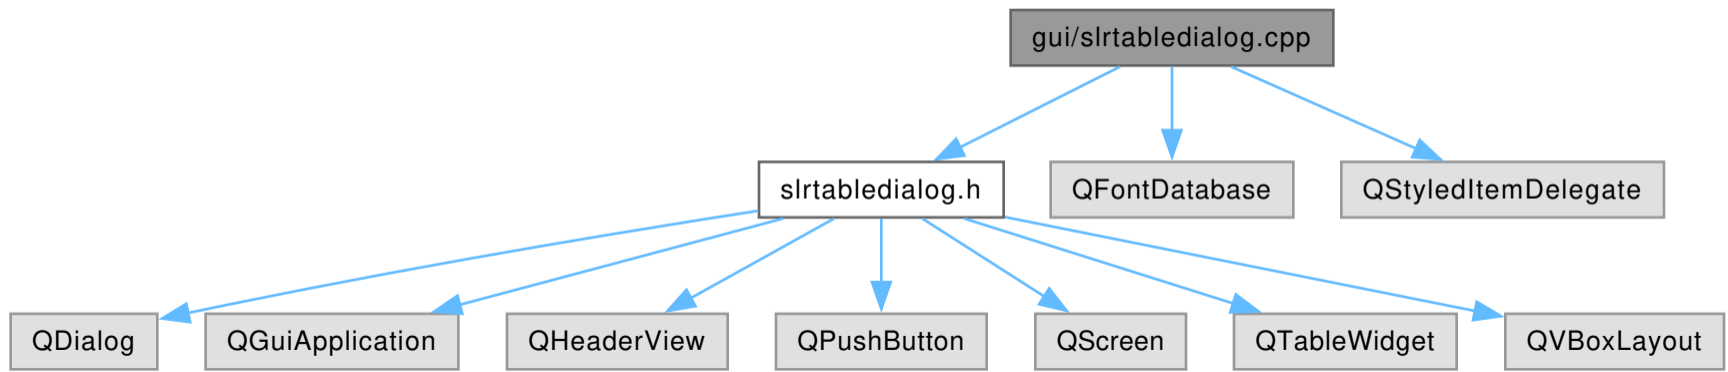 gui/slrtabledialog.cpp
slrtabledialog.h
QFontDatabase
QStyledItemDelegate
QDialog
QGuiApplication
QHeaderView
QPushButton
QScreen
QTableWidget
QVBoxLayout